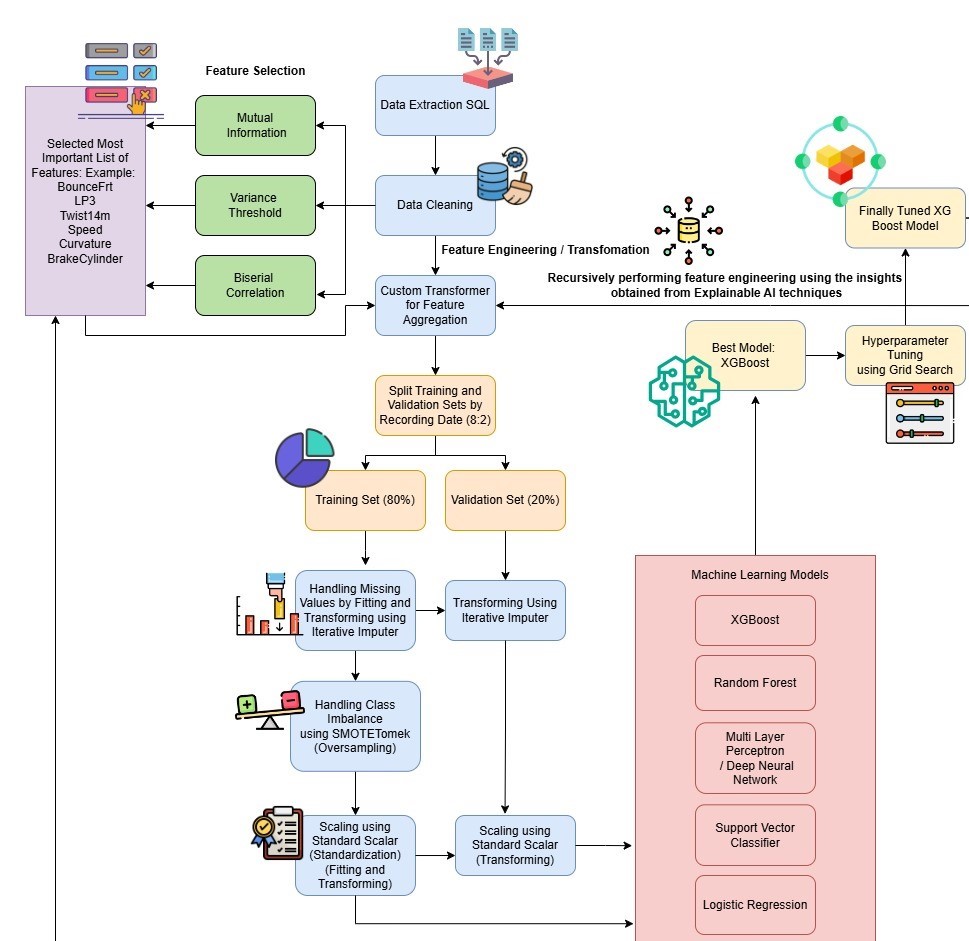 Feature Selection
Data Extraction SQL
Mutual
Information
Selected Most
Important List of
Features: Example:
BounceFrt
LP3
Twist14m
Speed
Curvature
BrakeCylinder
Variance
Threshold
Data Cleaning
Biserial
Correlation
Feature Engineering / Transfomation
Finally Tuned XG
Boost Model
Recursively performing feature engineering using the insights
obtained from Explainable AI techniques
Custom Transformer
for Feature
Aggregation
Best Model:
XGBoost
Hyperparameter
Tuning
using Grid Search
Split Training and
Validation Sets by
Recording Date (8:2)
Training Set (80%)
Validation Set (20%)
Handling Missing
Values by Fitting and
Transforming using
Iterative Imputer
Transforming Using
Iterative Imputer
Handling Class
Imbalance
using SMOTETomek
(Oversampling)
Scaling using
Standard Scalar
(Standardization)
(Fitting and
Transforming)
Scaling using
Standard Scalar
(Transforming)
Machine Learning Models
XGBoost
Random Forest
Multi Layer
Perceptron
/ Deep Neural
Network
Support Vector
Classifier
Logistic Regression